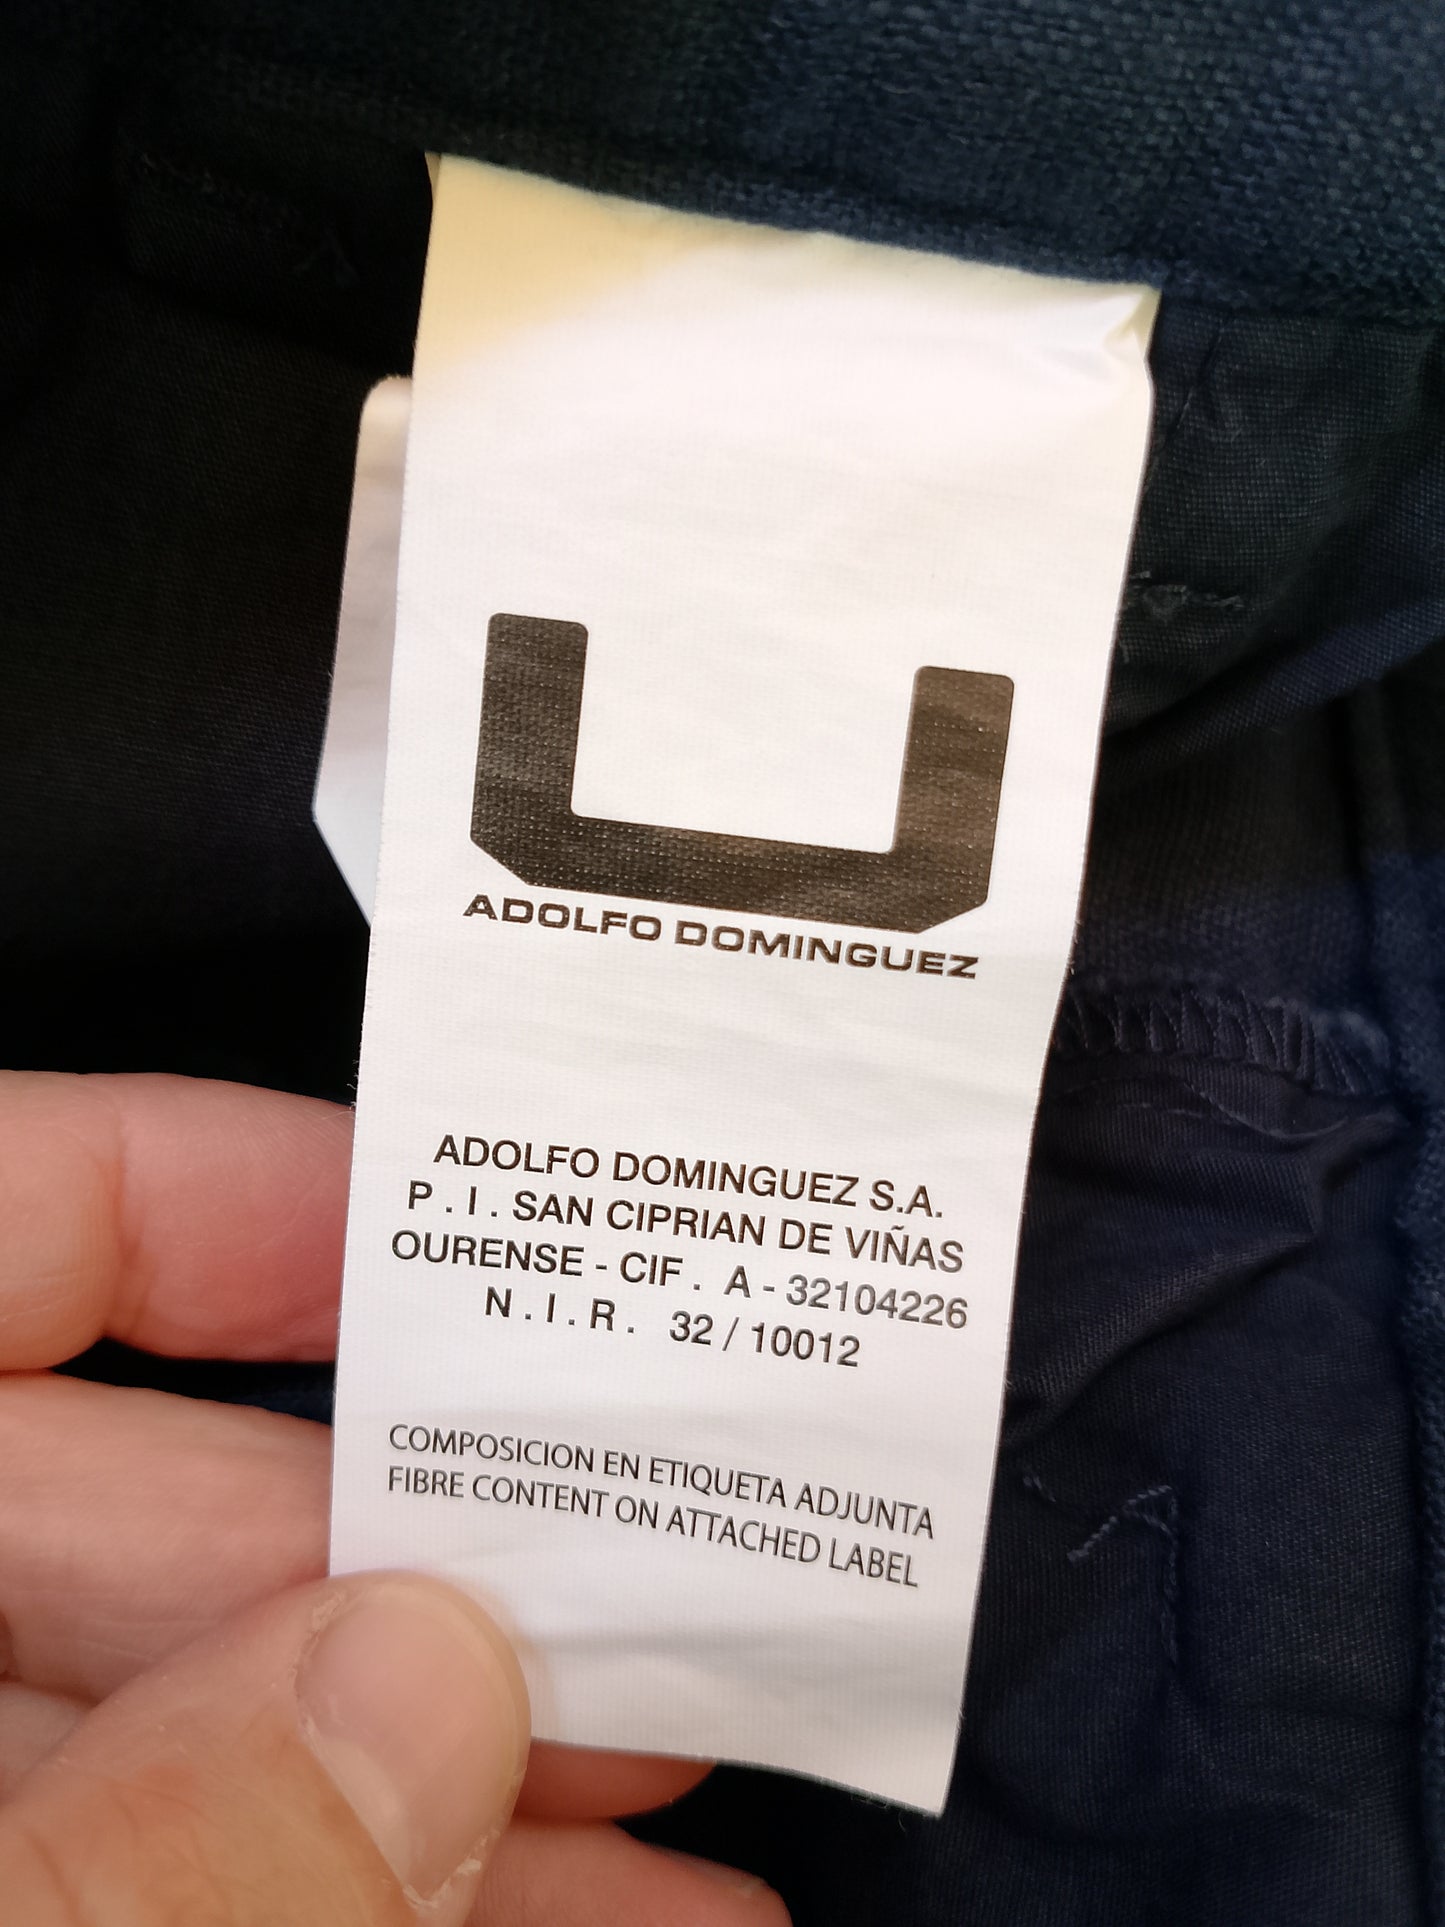 ADOLFO DOMINGUEZ
ADOLFO DOMINGUEZ S.A.
P . I . SAN CIPRIAN DE VIÑAS
OURENSE - CIF . A - 32104226
N . I . R . 32 / 10012
COMPOSICION EN ETIQUETA ADJUNTA
FIBRE CONTENT ON ATTACHED LABEL